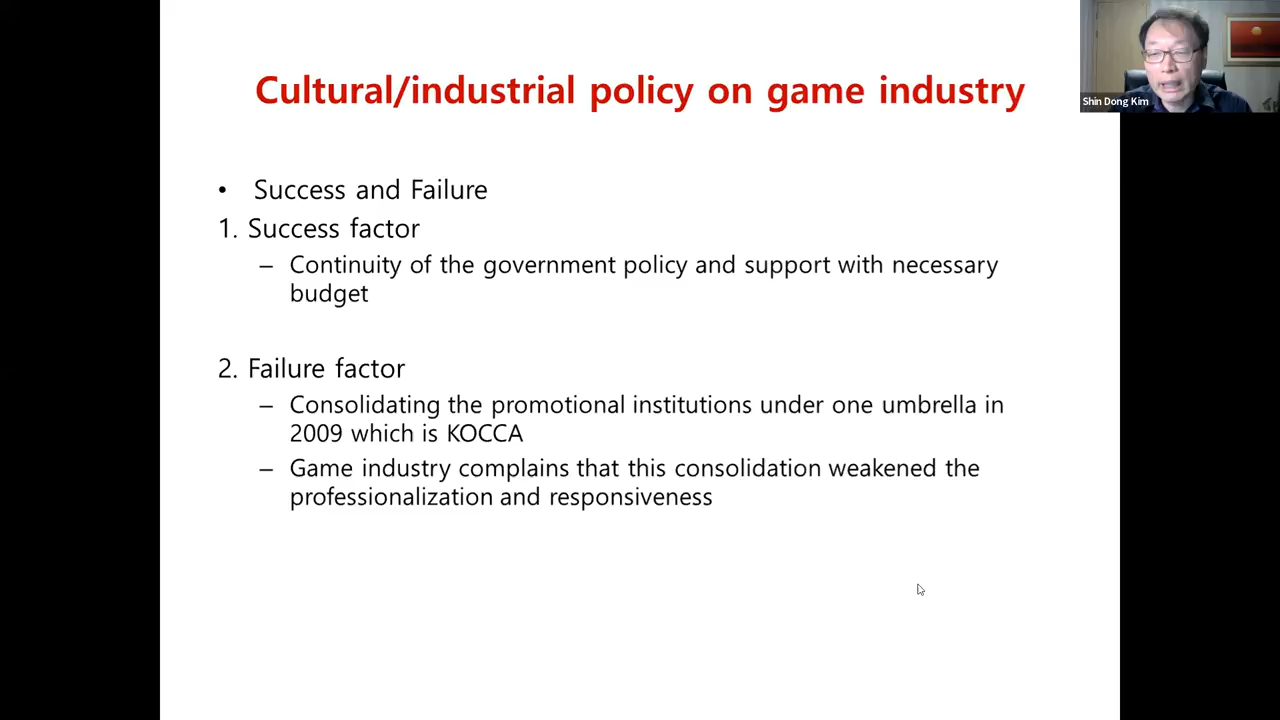 Cultural/industrial policy on game industry
Shin Dong Kim
• Success and Failure
1. Success factor
– Continuity of the government policy and support with necessary
budget
2. Failure factor
– Consolidating the promotional institutions under one umbrella in
2009 which is KOCCA
– Game industry complains that this consolidation weakened the
professionalization and responsiveness